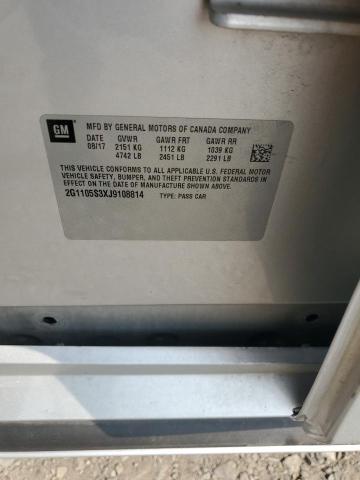 GM
MFD BY GENERAL MOTORS OF CANADA COMPANY
DATE GVWR GAWR FRT GAWR RR
08/17 2151 KG 1112 KG 1039 KG
4742 LB 2451 LB 2291 LB
THIS VEHICLE CONFORMS TO ALL APPLICABLE U.S. FEDERAL MOTOR
VEHICLE SAFETY, BUMPER, AND THEFT PREVENTION STANDARDS IN
EFFECT ON THE DATE OF MANUFACTURE SHOWN ABOVE.
2G1105S3XJ9108814 TYPE: PASS CAR